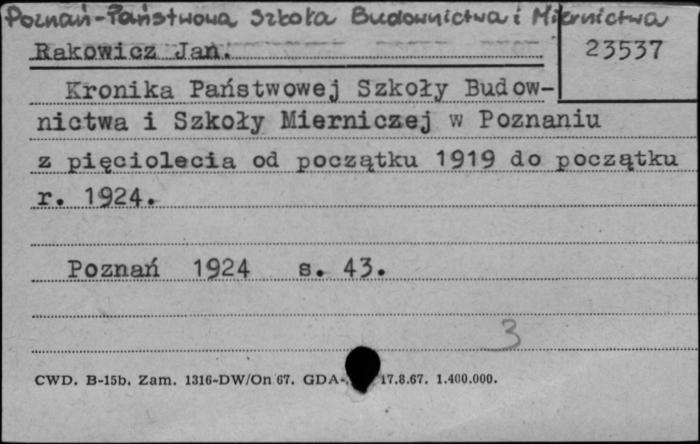 Poznań-Państwowa Szkoła Budownictwa i Miernictwa
Rakowicz Jan.
23537
Kronika Państwowej Szkoły Budow-
nictwa i Szkoły Mierniczej w Poznaniu
z pięciolecia od początku 1919 do początku
r. 1924.
Poznań 1924 s. 43.
3
CWD. B-15b. Zam. 1316-DW/On 67. GDA- 17.8.67. 1.400.000.